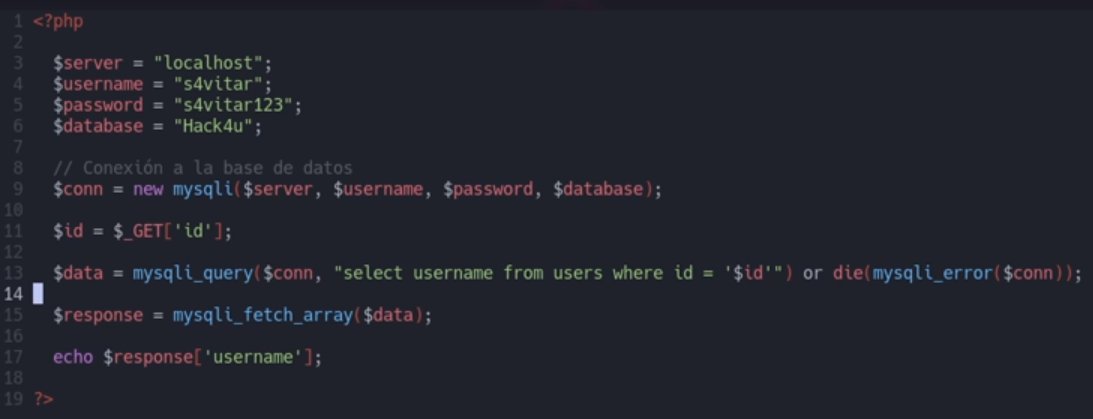 1 <?php
2
3 $server = "localhost";
4 $username = "s4vitar";
5 $password = "s4vitar123";
6 $database = "Hack4u";
7
8 // Conexión a la base de datos
9 $conn = new mysqli($server, $username, $password, $database);
10
11 $id = $_GET['id'];
12
13 $data = mysqli_query($conn, "select username from users where id = '$id'") or die(mysqli_error($conn));
14
15 $response = mysqli_fetch_array($data);
16
17 echo $response['username'];
18
19 ?>